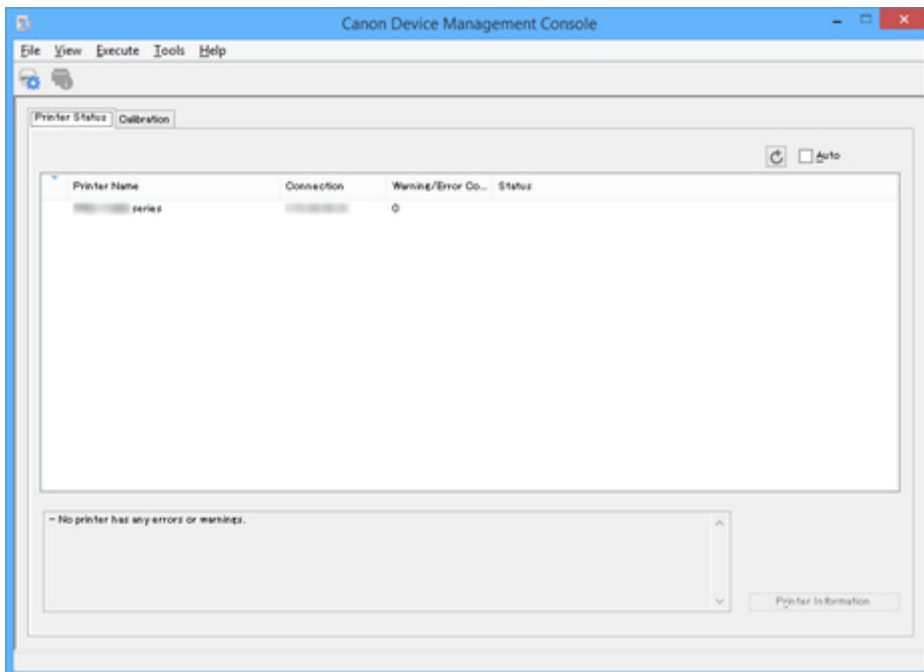 Canon Device Management Console
File View Execute Tools Help
Printer Status Calibration
Auto
Printer Name Connection Warning/Error Co... Status
series 0
- No printer has any errors or warnings.
Printer Information